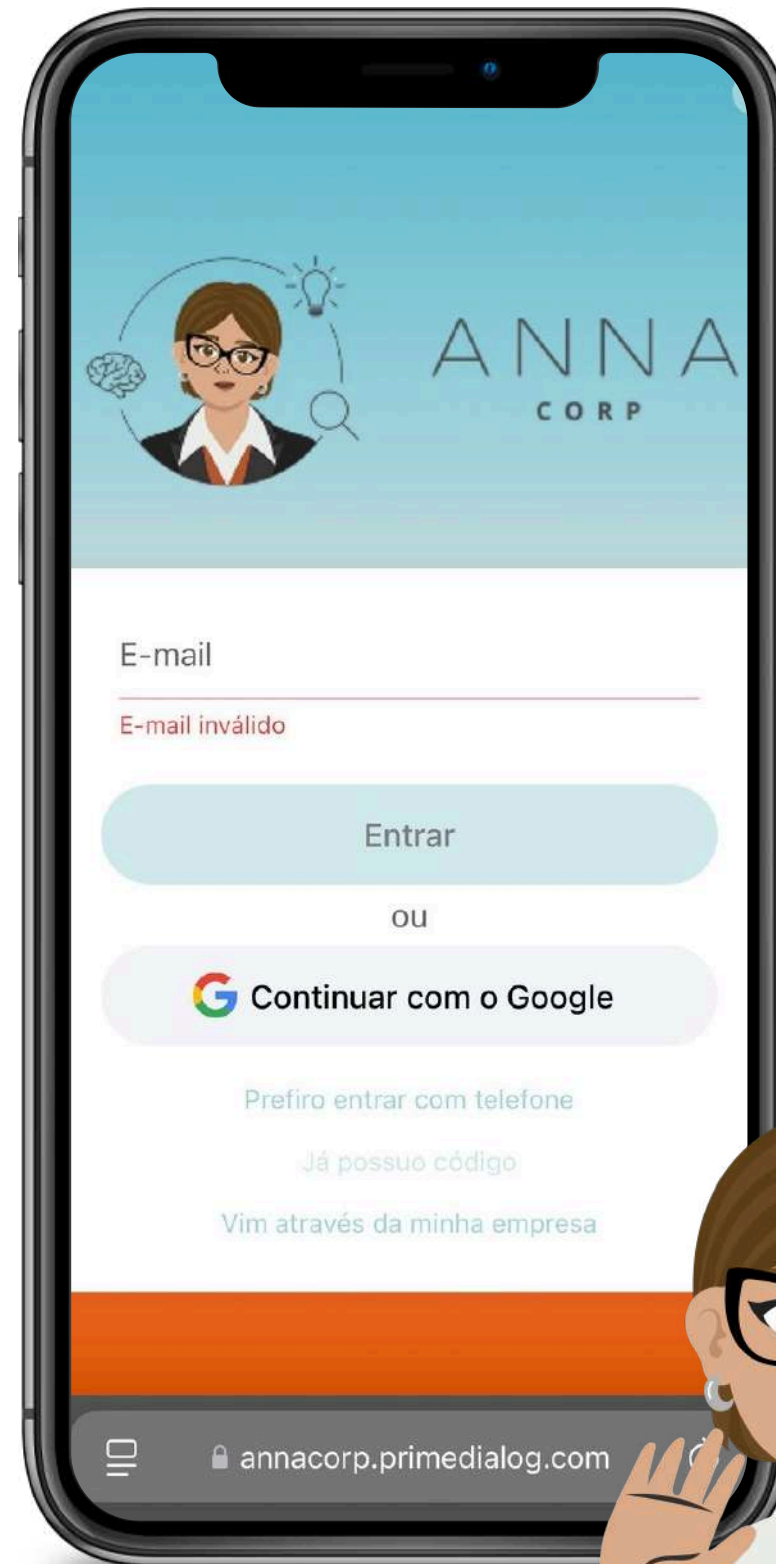 ANNA
CORP
E-mail
E-mail inválido
Entrar
ou
Continuar com o Google
Prefiro entrar com telefone
Já possuo código
Vim através da minha empresa
annacorp.primedialog.com